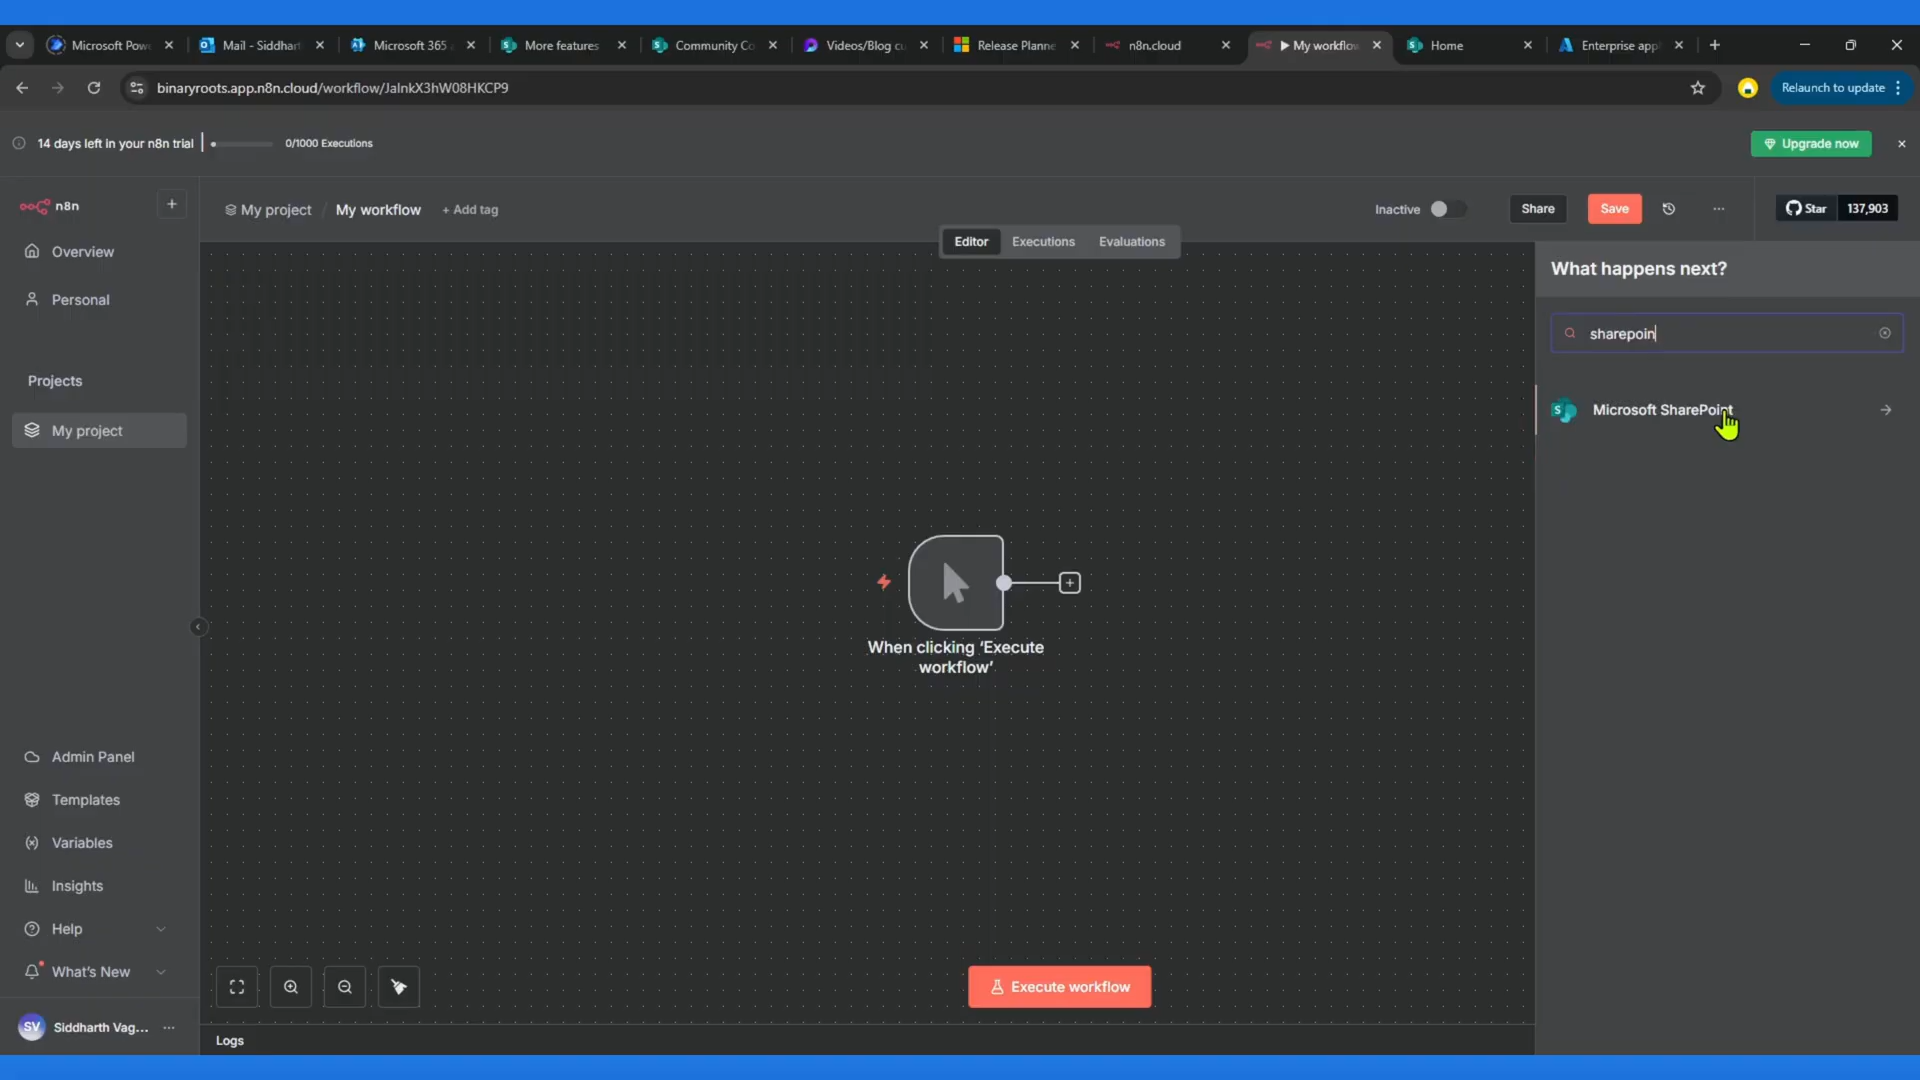 Microsoft Pow
Mail - Siddhar
Microsoft 365
More features
Community Co
Videos/Blog c
Release Planne
n8n.cloud
My workflo
Home
Enterprise app
binaryroots.app.n8n.cloud/workflow/JaInkX3hW08HKCP9
Relaunch to update
14 days left in your n8n trial
0/1000 Executions
Upgrade now
n8n
My project / My workflow
+ Add tag
Inactive
Share
Save
Star
137,903
Editor
Executions
Evaluations
Overview
Personal
Projects
My project
What happens next?
sharepoin
Microsoft SharePoint
When clicking ‘Execute
workflow’
Admin Panel
Templates
Variables
Insights
Help
What’s New
Execute workflow
SV
Siddharth Vag...
Logs